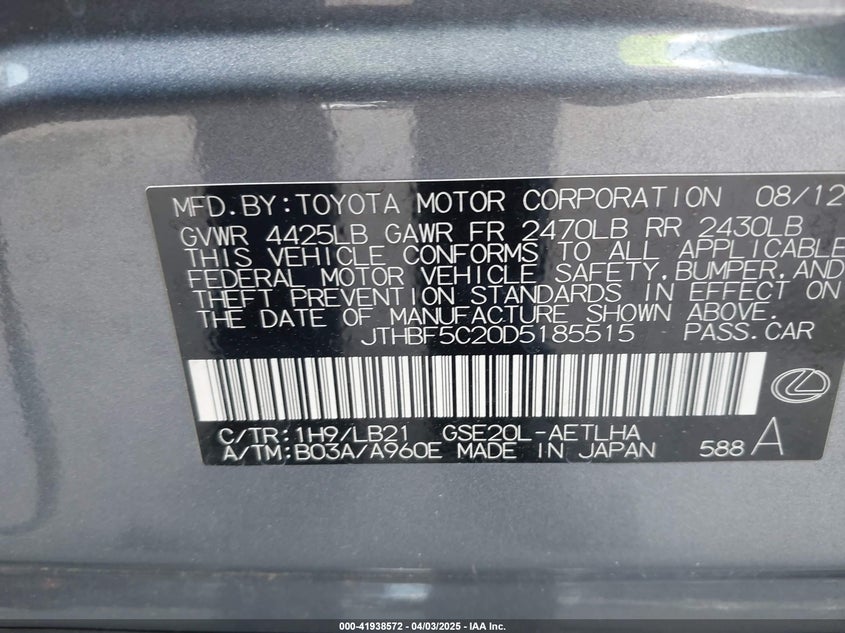 MFD.BY:TOYOTA MOTOR CORPORATION 08/12
GVWR 4425LB GAWR FR 2470LB RR 2430LB
THIS VEHICLE CONFORMS TO ALL APPLICABLE
FEDERAL MOTOR VEHICLE SAFETY,BUMPER,AND
THEFT PREVENTION STANDARDS IN EFFECT ON
THE DATE OF MANUFACTURE SHOWN ABOVE.
JTHBF5C20D5185515 PASS.CAR
C/TR:1H9/LB21 GSE20L-AETLHA
A/TM:B03A/A960E MADE IN JAPAN 588 A
000-41938572 | 04/03/2025 - IAA Inc.